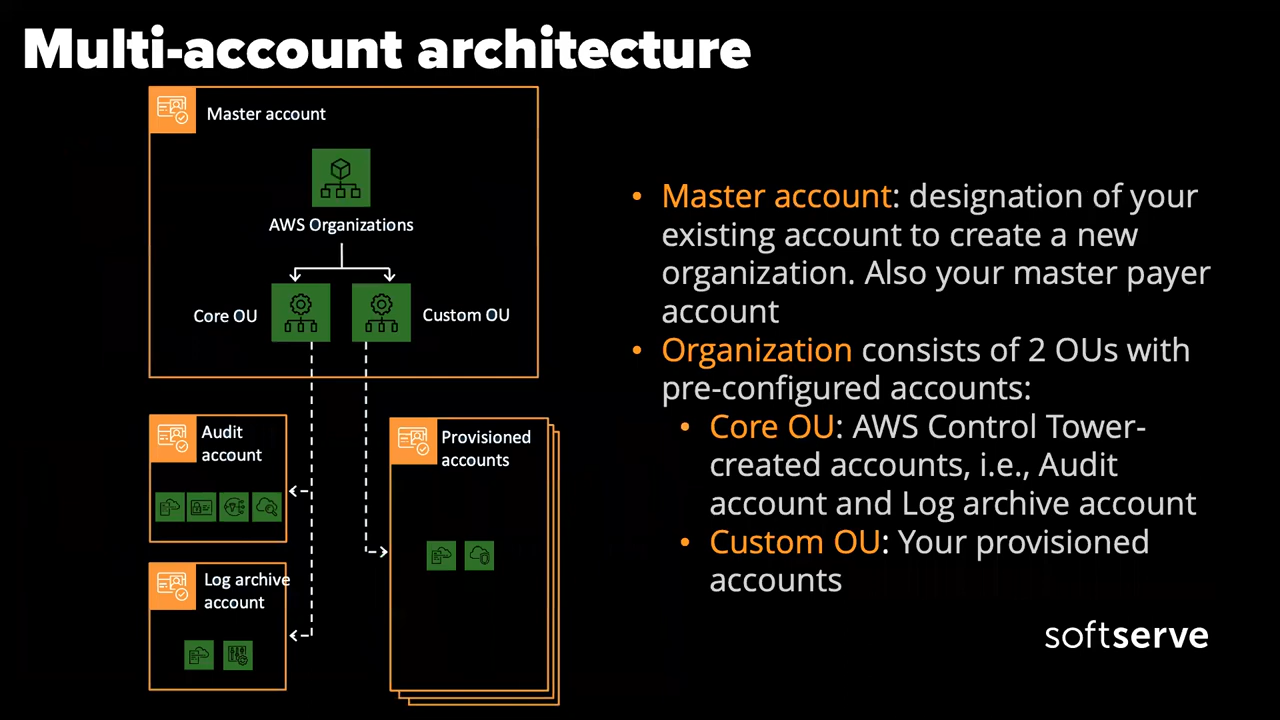 Multi-account architecture
Master account
AWS Organizations
Core OU
Custom OU
Audit
account
Log archive
account
Provisioned
accounts
• Master account: designation of your
existing account to create a new
organization. Also your master payer
account
• Organization consists of 2 OUs with
pre-configured accounts:
• Core OU: AWS Control Tower-
created accounts, i.e., Audit
account and Log archive account
• Custom OU: Your provisioned
accounts
softserve